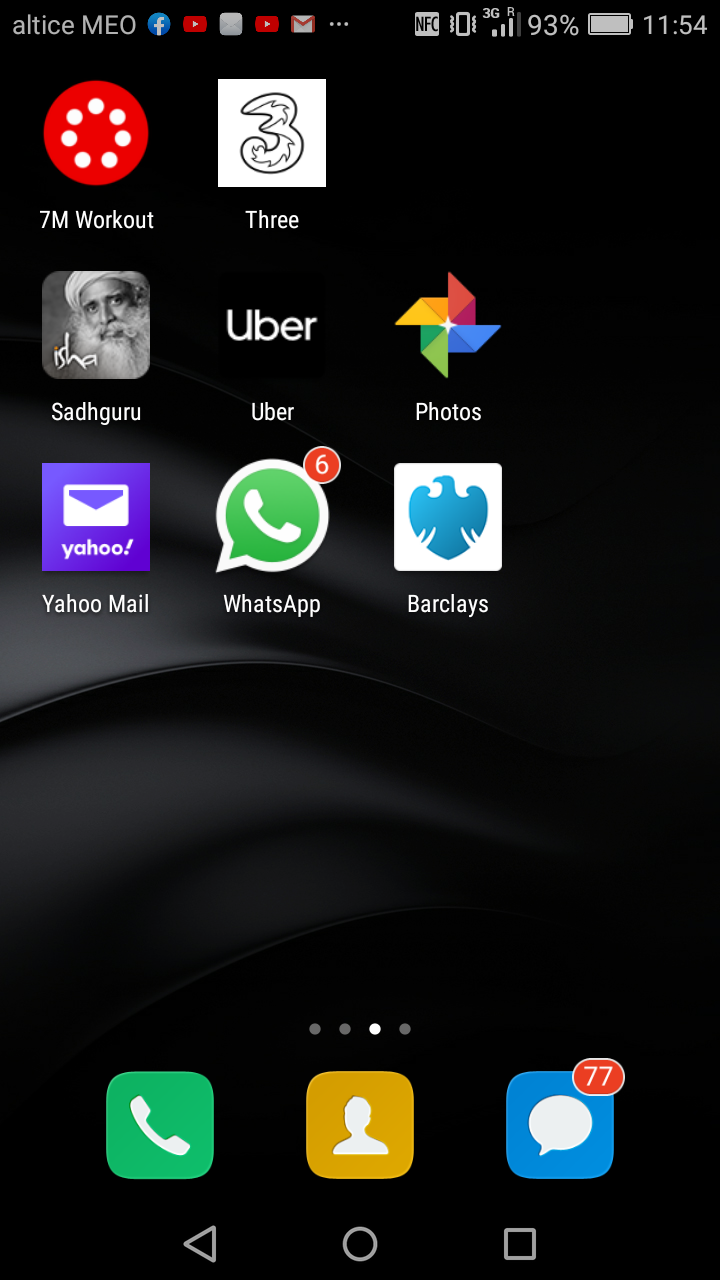 altice MEO NFC 3G R 93% 11:54
3
7M Workout Three
isha Uber
Sadhguru Uber Photos
6
yahoo!
Yahoo Mail WhatsApp Barclays
77